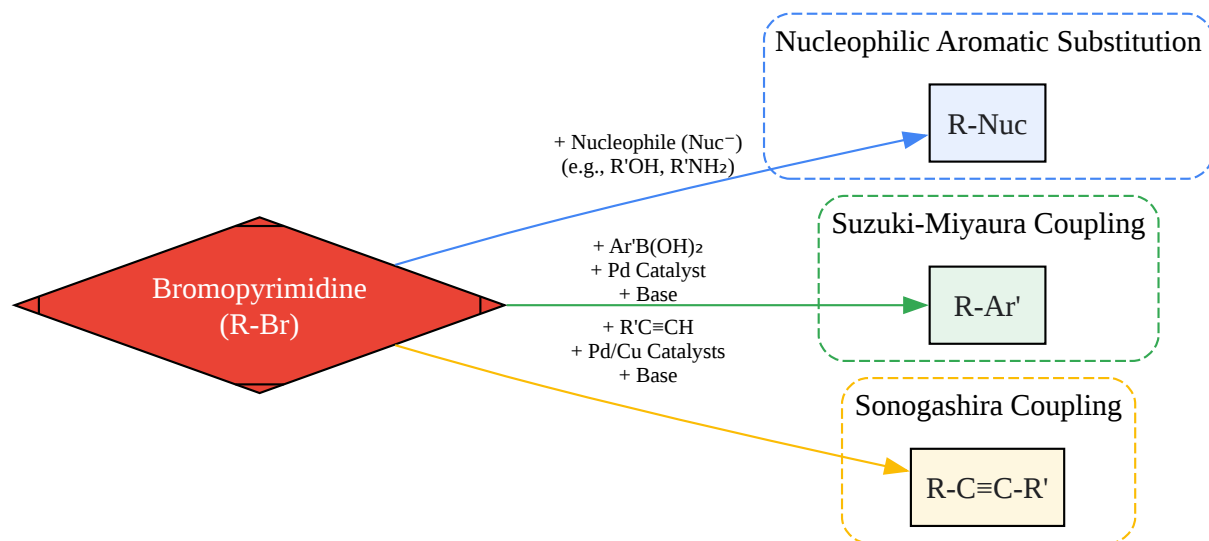 Nucleophilic Aromatic Substitution
R-Nuc
+ Nucleophile (Nuc⁻)
(e.g., R'OH, R'NH₂)
Suzuki-Miyaura Coupling
+ Ar'B(OH)₂
+ Pd Catalyst
+ Base
R-Ar'
Bromopyrimidine
(R-Br)
+ R'C≡CH
+ Pd/Cu Catalysts
+ Base
Sonogashira Coupling
R-C≡C-R'